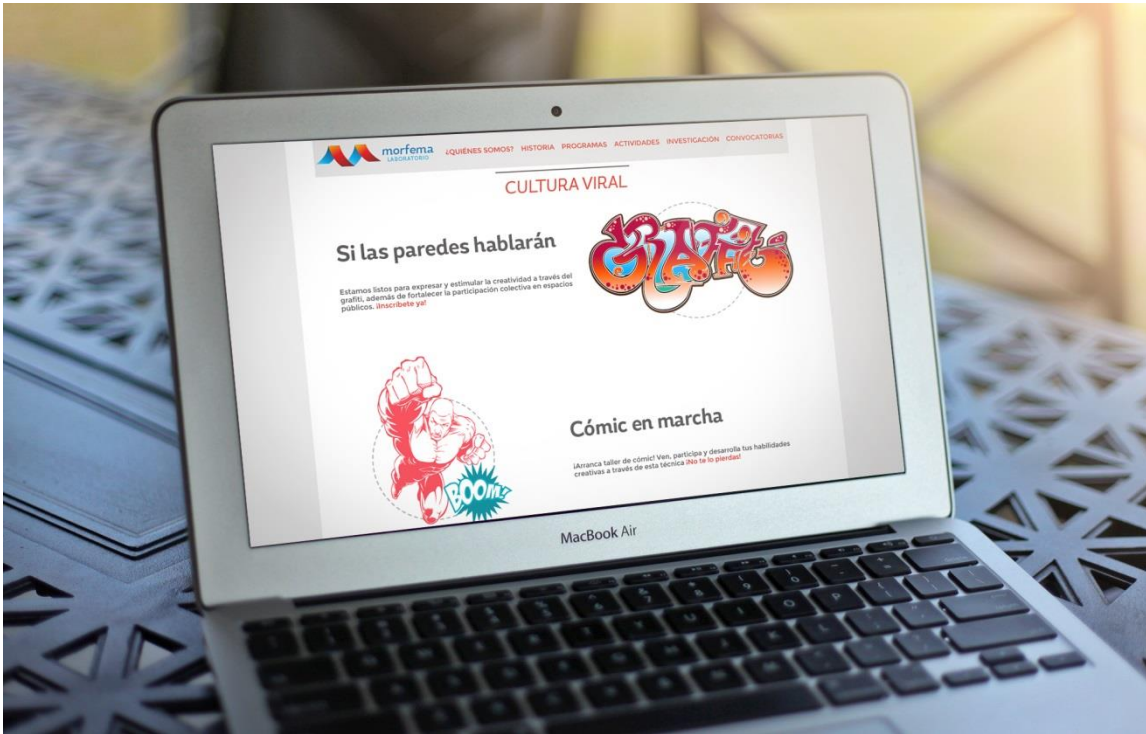 morfema
LABORATORIO
¿QUIÉNES SOMOS? HISTORIA PROGRAMAS ACTIVIDADES INVESTIGACIÓN CONVOCATORIAS
CULTURA VIRAL
Si las paredes hablarán
GRAFITI
Estamos listos para expresar y estimular la creatividad a través del
grafiti, además de fortalecer la participación colectiva en espacios
públicos. ¡Inscríbete ya!
Cómic en marcha
¡Arranca taller de cómic! Ven, participa y desarrolla tus habilidades
creativas a través de esta técnica ¡No te lo pierdas!
BOOM!
MacBook Air